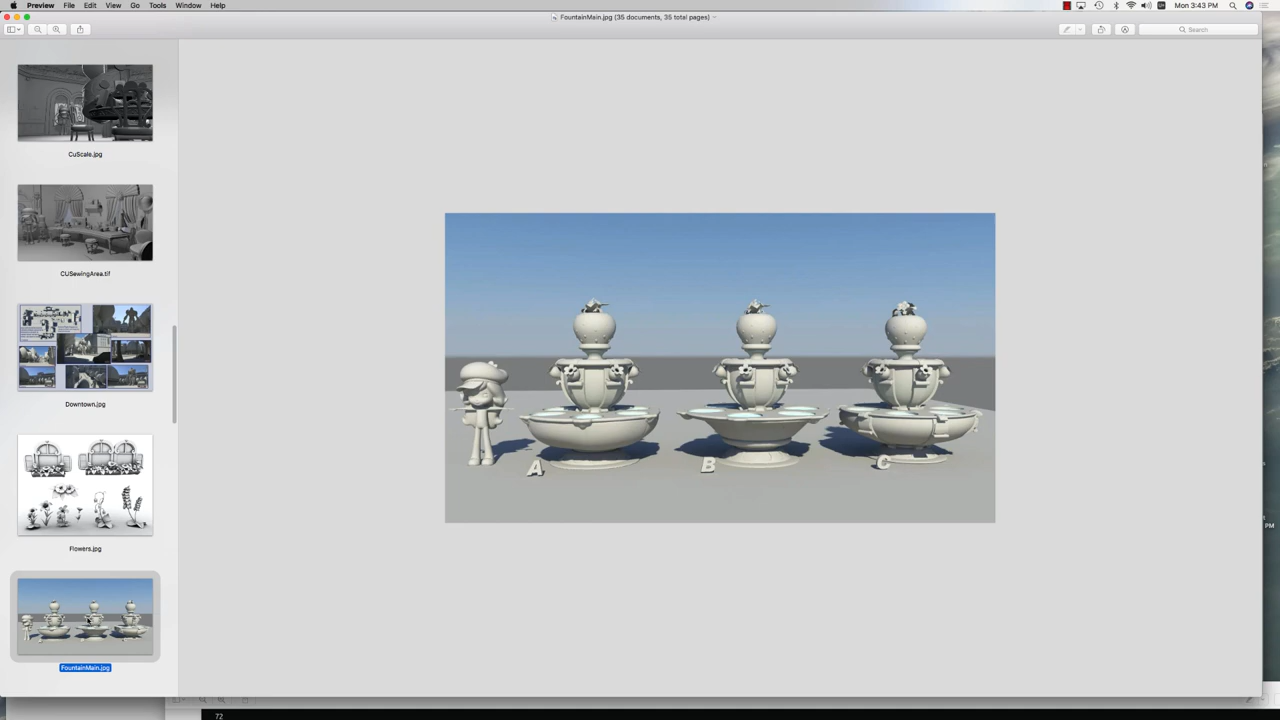 Preview File Edit View Go Tools Window Help
Mon 3:43 PM
FountainMain.jpg (35 documents, 35 total pages)
Search
CuScale.jpg
CUSewingArea.tif
Downtown.jpg
Flowers.jpg
FountainMain.jpg
A B C
PM
72